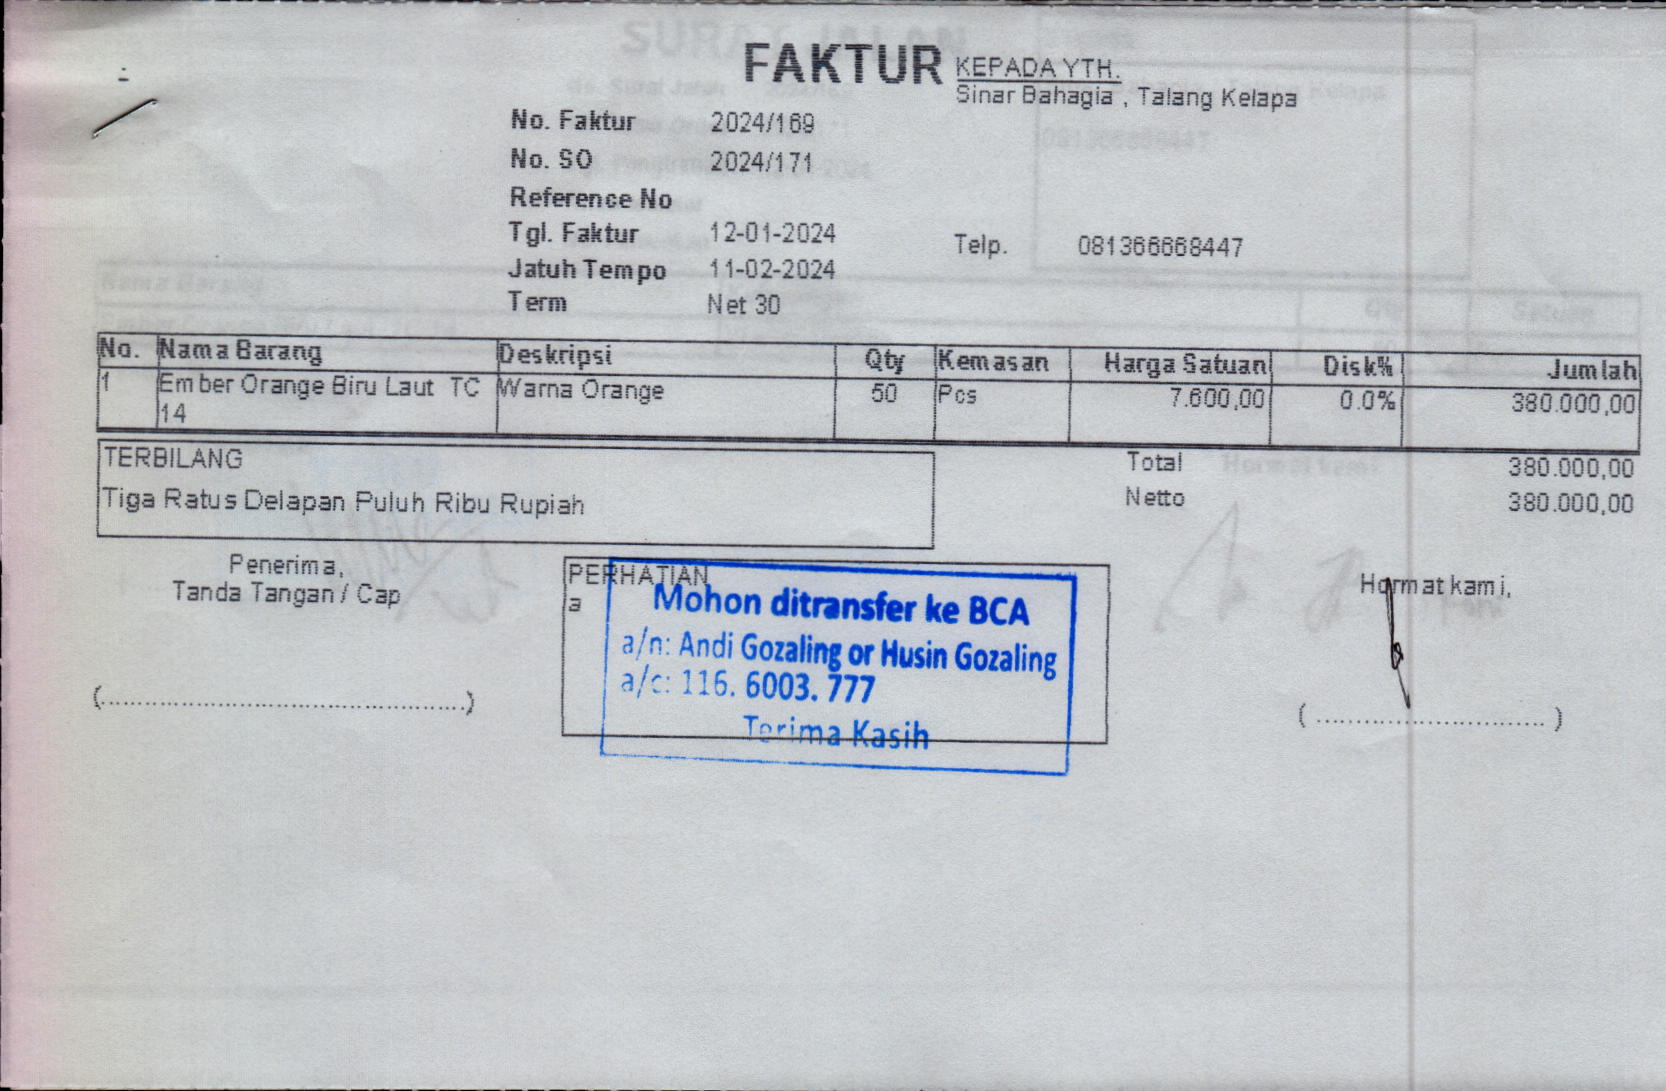 FAKTUR
KEPADA YTH.
Sinar Bahagia , Talang Kelapa
No. Faktur 2024/169
No. SO 2024/171
Reference No
Tgl. Faktur 12-01-2024
Telp. 081366668447
Jatuh Tempo 11-02-2024
Term Net 30
No. Nama Barang Deskripsi Qty Kemasan Harga Satuan Disk% Jumlah
1 Ember Orange Biru Laut TC 14 Warna Orange 50 Pcs 7.600,00 0.0% 380.000,00
TERBILANG
Tiga Ratus Delapan Puluh Ribu Rupiah
Total 380.000,00
Netto 380.000,00
Penerima,
Tanda Tangan / Cap
(..............................................)
PERHATIAN
a
Mohon ditransfer ke BCA
a/n: Andi Gozaling or Husin Gozaling
a/c: 116. 6003. 777
Terima Kasih
Hormat kami,
( .............................. )